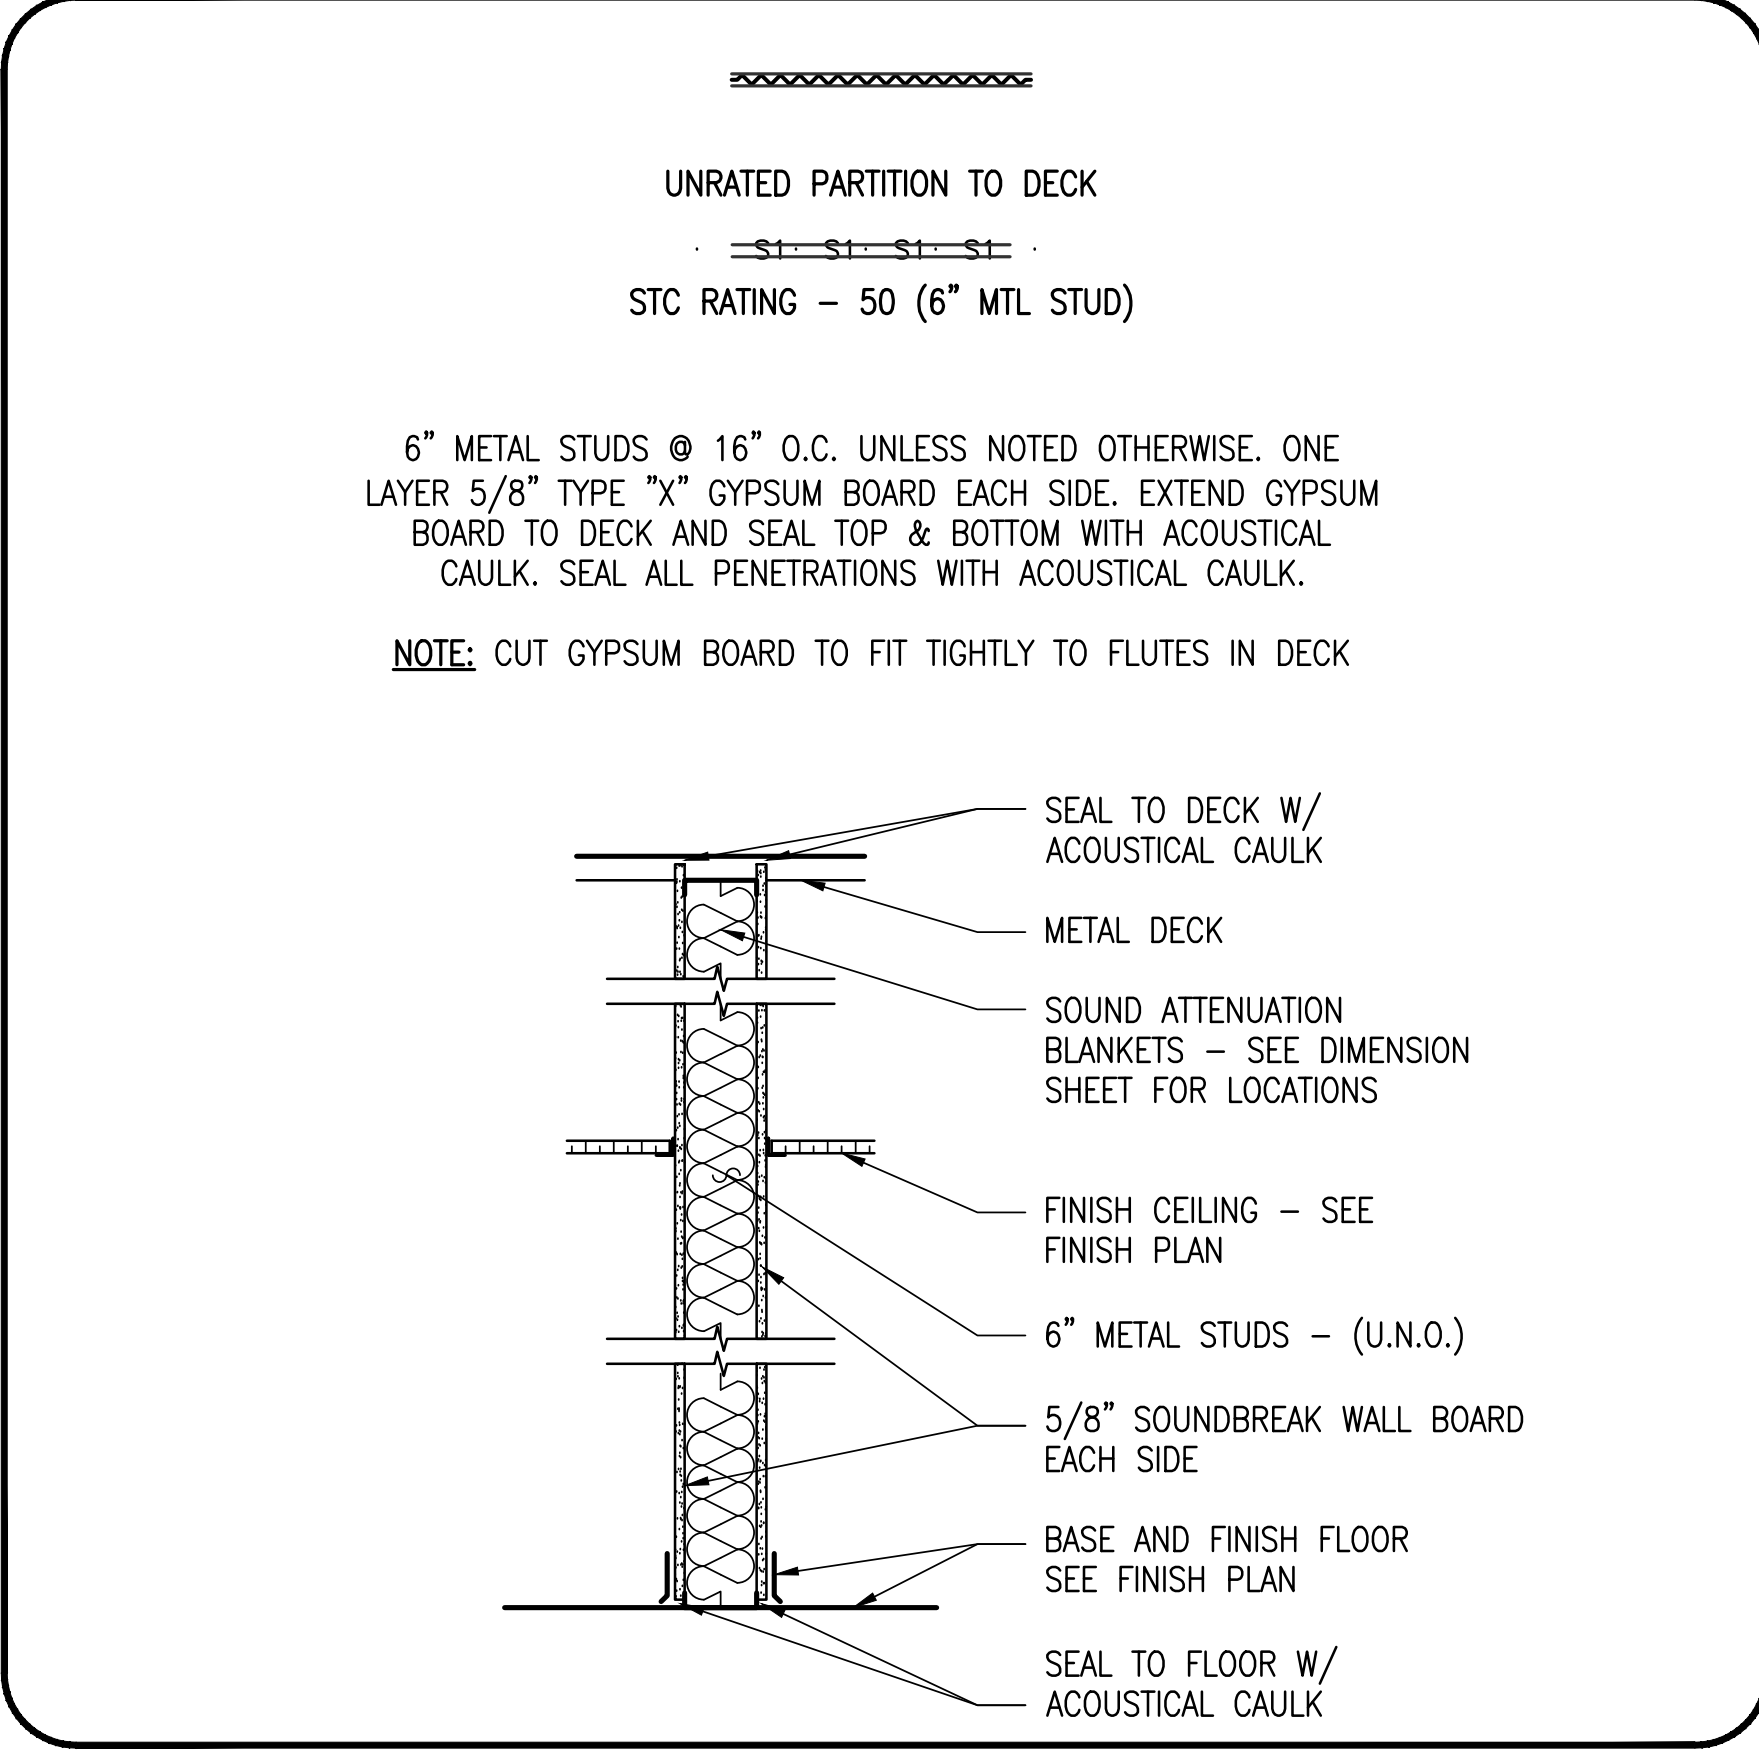 UNRATED PARTITION TO DECK
S1 S1 S1 S1
STC RATING – 50 (6” MTL STUD)
6” METAL STUDS @ 16” O.C. UNLESS NOTED OTHERWISE. ONE
LAYER 5/8” TYPE ”X” GYPSUM BOARD EACH SIDE. EXTEND GYPSUM
BOARD TO DECK AND SEAL TOP & BOTTOM WITH ACOUSTICAL
CAULK. SEAL ALL PENETRATIONS WITH ACOUSTICAL CAULK.
NOTE: CUT GYPSUM BOARD TO FIT TIGHTLY TO FLUTES IN DECK
SEAL TO DECK W/
ACOUSTICAL CAULK
METAL DECK
SOUND ATTENUATION
BLANKETS – SEE DIMENSION
SHEET FOR LOCATIONS
FINISH CEILING – SEE
FINISH PLAN
6” METAL STUDS – (U.N.O.)
5/8” SOUNDBREAK WALL BOARD
EACH SIDE
BASE AND FINISH FLOOR
SEE FINISH PLAN
SEAL TO FLOOR W/
ACOUSTICAL CAULK